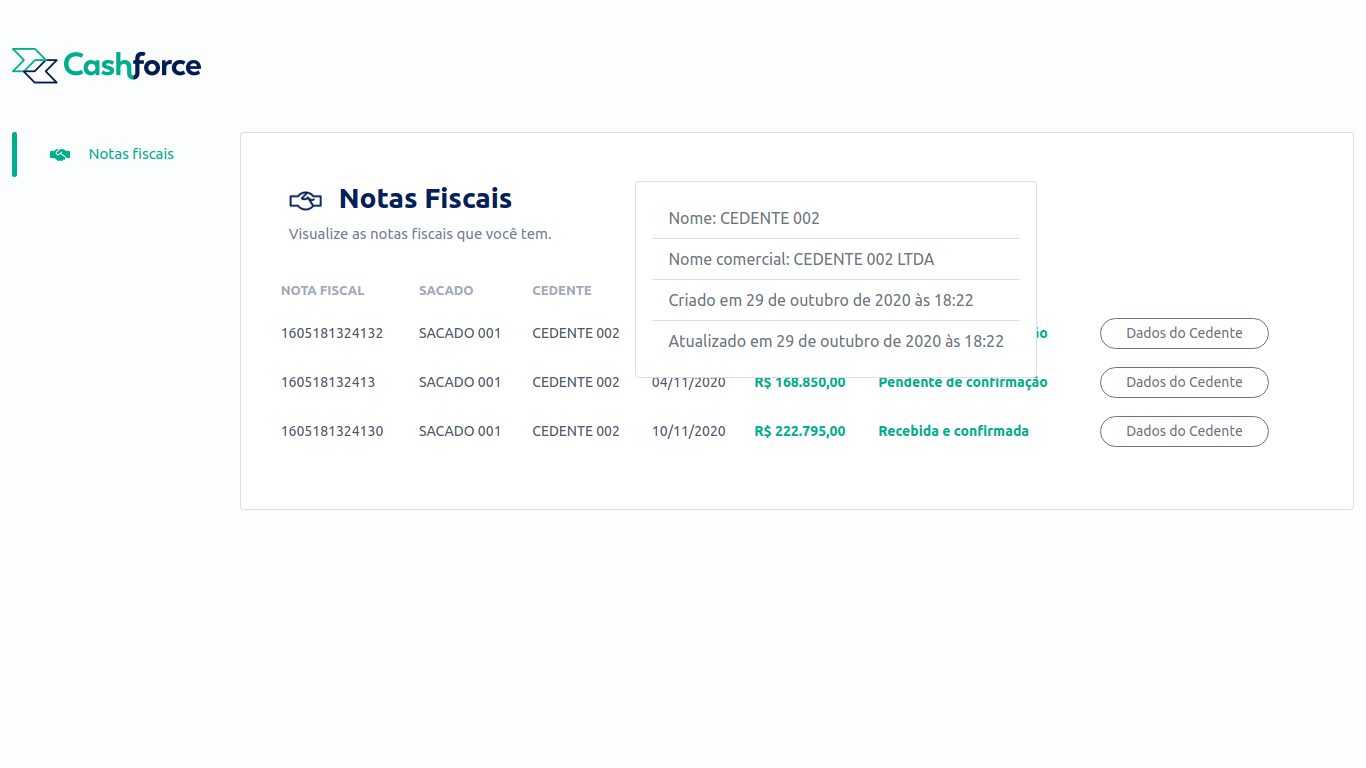 Cashforce
Notas fiscais
Notas Fiscais
Visualize as notas fiscais que você tem.
Nome: CEDENTE 002
Nome comercial: CEDENTE 002 LTDA
Criado em 29 de outubro de 2020 às 18:22
Atualizado em 29 de outubro de 2020 às 18:22
NOTA FISCAL SACADO CEDENTE
1605181324132 SACADO 001 CEDENTE 002 Dados do Cedente
160518132413 SACADO 001 CEDENTE 002 04/11/2020 R$ 168.850,00 Pendente de confirmação Dados do Cedente
1605181324130 SACADO 001 CEDENTE 002 10/11/2020 R$ 222.795,00 Recebida e confirmada Dados do Cedente